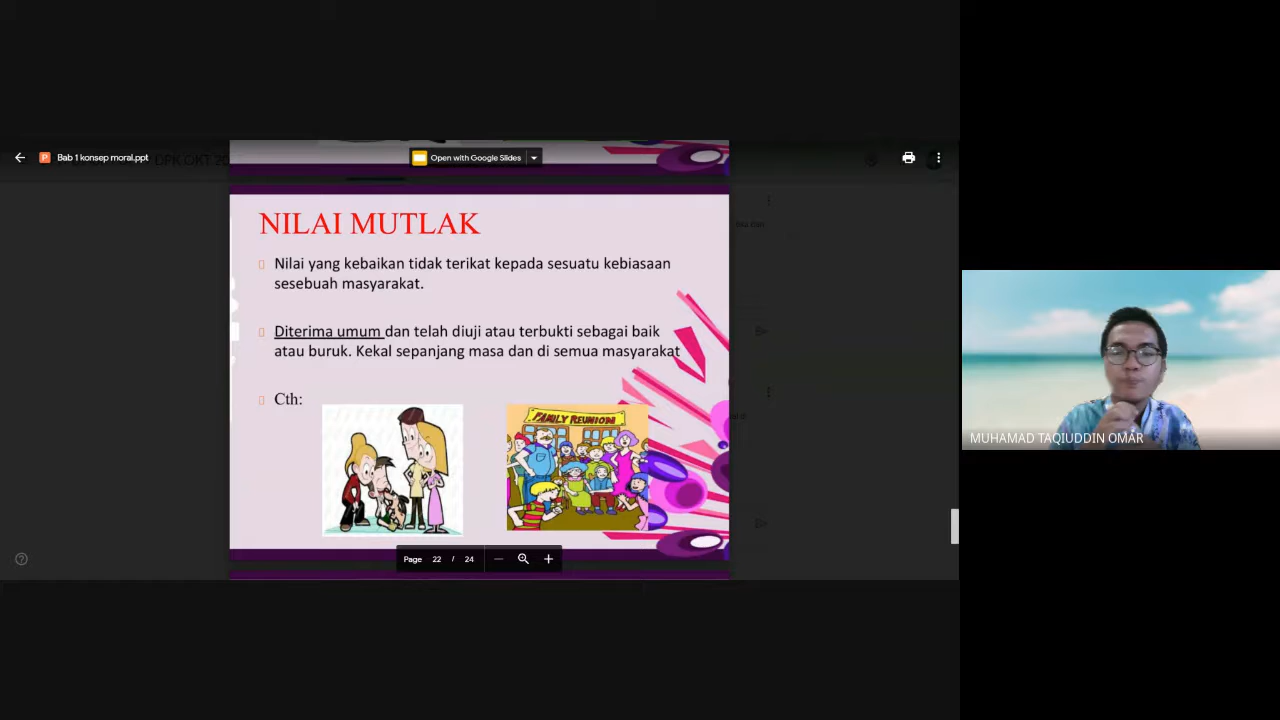 Bab 1 konsep moral.ppt
Open with Google Slides
NILAI MUTLAK
Nilai yang kebaikan tidak terikat kepada sesuatu kebiasaan
sesebuah masyarakat.
Diterima umum dan telah diuji atau terbukti sebagai baik
atau buruk. Kekal sepanjang masa dan di semua masyarakat
Cth:
FAMILY REUNION
Page 22 / 24
MUHAMAD TAQIUDDIN OMAR